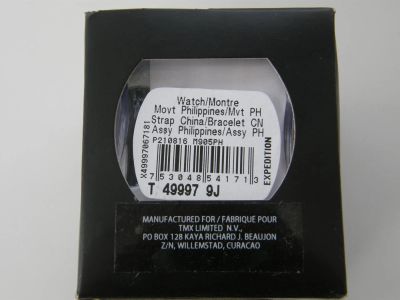 Watch/Montre
Movt Philippines/Mvt PH
Strap China/Bracelet CN
Assy Philippines/Assy PH
P210816 M905PH
X49997067181
EXPEDITION
7 53048 54171 3
T 49997 9J
MANUFACTURED FOR / FABRIQUE POUR
TMX LIMITED N.V.,
PO BOX 128 KAYA RICHARD J. BEAUJON
Z/N, WILLEMSTAD, CURACAO